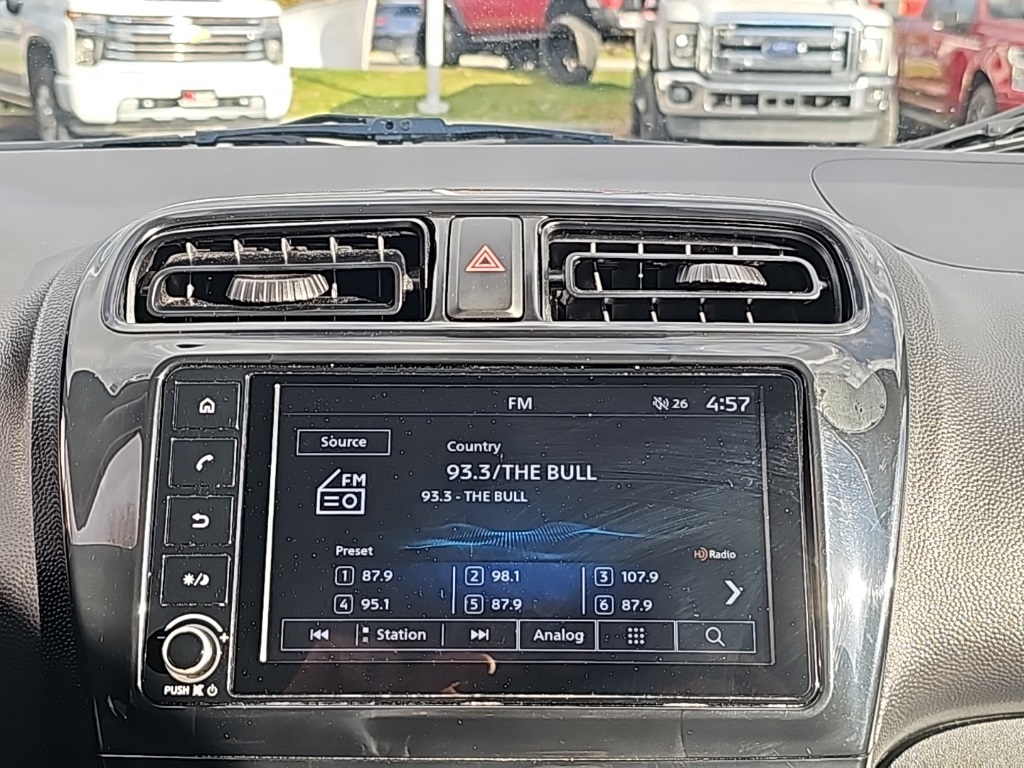 FM 26 4:57
Source
Country
93.3/THE BULL
FM
93.3 - THE BULL
Preset
HD Radio
1 87.9 2 98.1 3 107.9
4 95.1 5 87.9 6 87.9
Station Analog
- +
PUSH
Ford